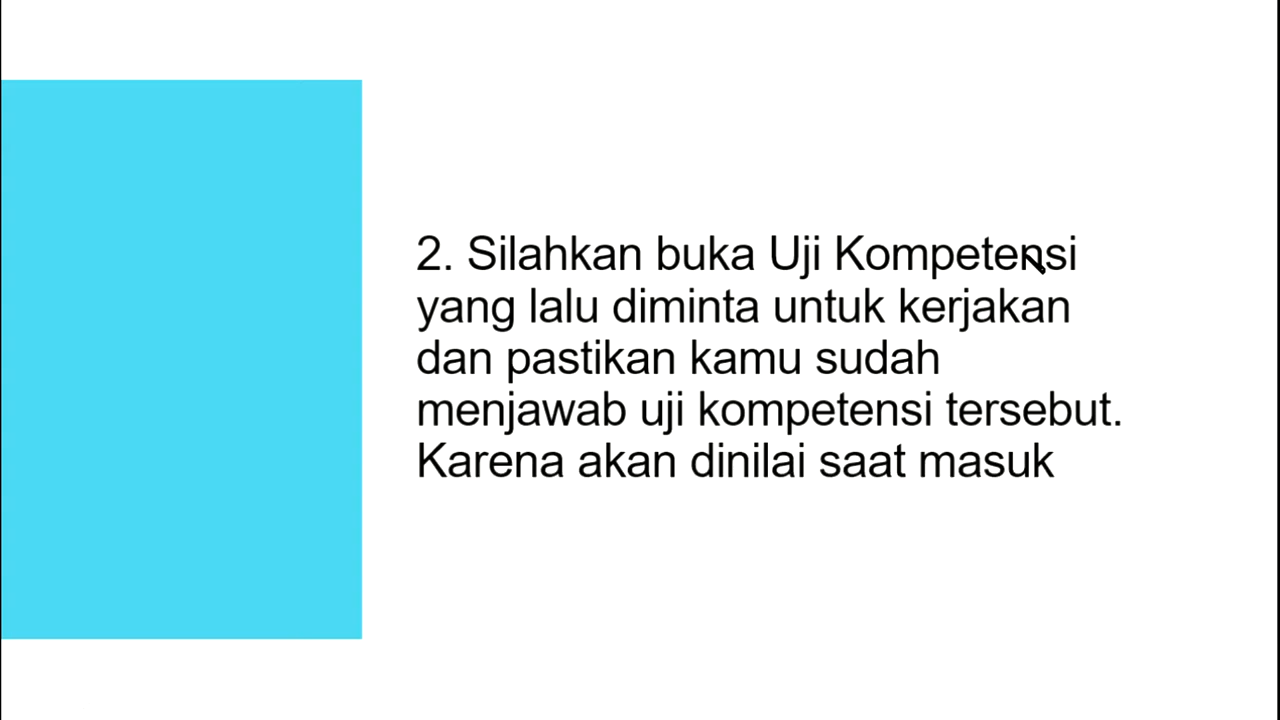 2. Silahkan buka Uji Kompetensi
yang lalu diminta untuk kerjakan
dan pastikan kamu sudah
menjawab uji kompetensi tersebut.
Karena akan dinilai saat masuk